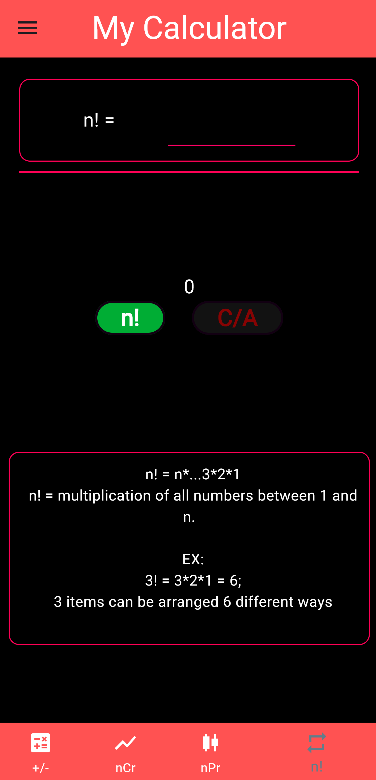 My Calculator
n! =
0
n!
C/A
n! = n*...3*2*1
n! = multiplication of all numbers between 1 and
n.
EX:
3! = 3*2*1 = 6;
3 items can be arranged 6 different ways
+/-
nCr
nPr
n!